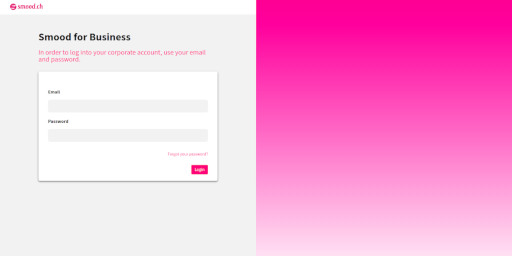 smood.ch
Smood for Business
In order to log into your corporate account, use your email
and password.
Email
Password
Forgot your password?
Login